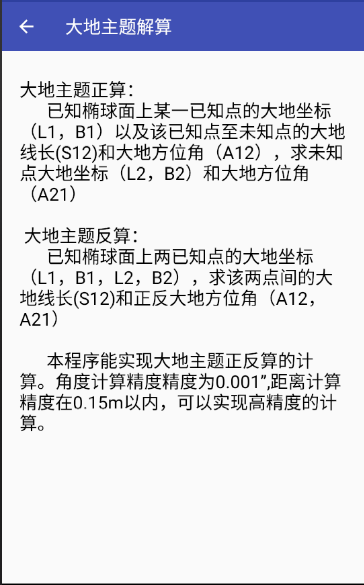 大地主题解算
大地主题正算：
已知椭球面上某一已知点的大地坐标
（L1，B1）以及该已知点至未知点的大地
线长(S12)和大地方位角（A12），求未知
点大地坐标（L2，B2）和大地方位角
（A21）
大地主题反算：
已知椭球面上两已知点的大地坐标
（L1，B1，L2，B2），求该两点间的大
地线长(S12)和正反大地方位角（A12，
A21）
本程序能实现大地主题正反算的计
算。角度计算精度精度为0.001”,距离计算
精度在0.15m以内，可以实现高精度的计
算。